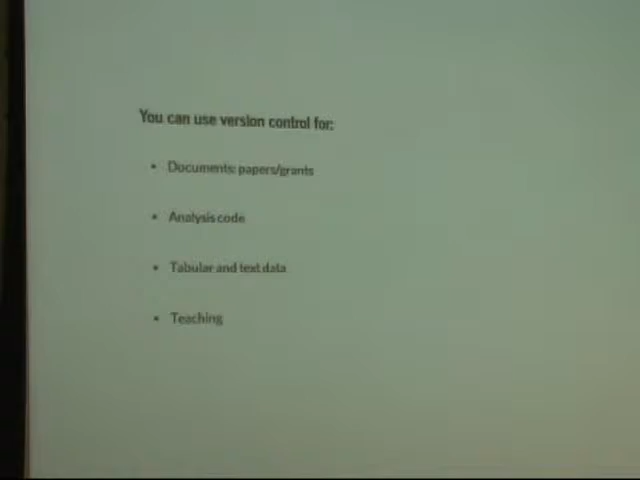 You can use version control for:
• Documents: papers/grants
• Analysis code
• Tabular and text data
• Teaching